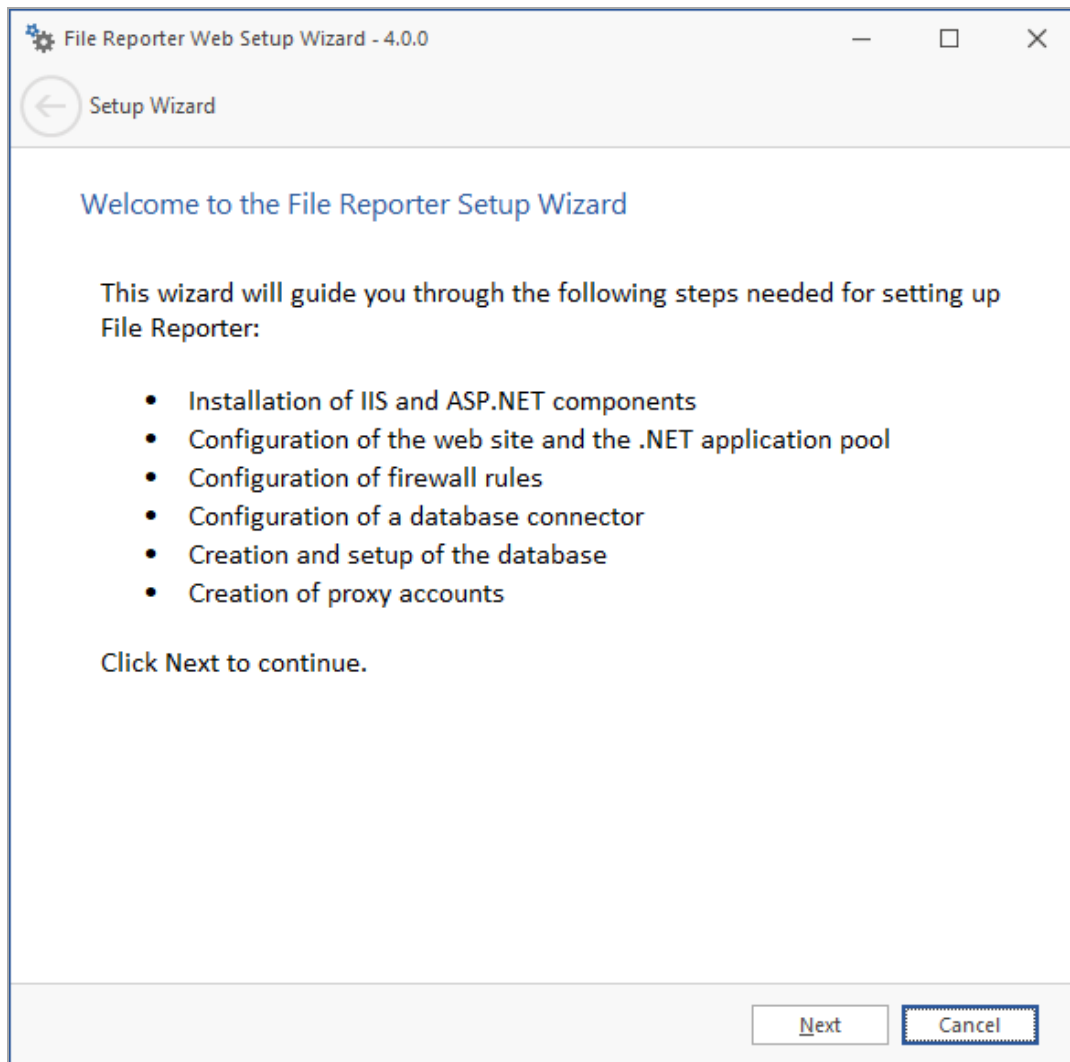 File Reporter Web Setup Wizard - 4.0.0
Setup Wizard
Welcome to the File Reporter Setup Wizard
This wizard will guide you through the following steps needed for setting up
File Reporter:
• Installation of IIS and ASP.NET components
• Configuration of the web site and the .NET application pool
• Configuration of firewall rules
• Configuration of a database connector
• Creation and setup of the database
• Creation of proxy accounts
Click Next to continue.
Next Cancel